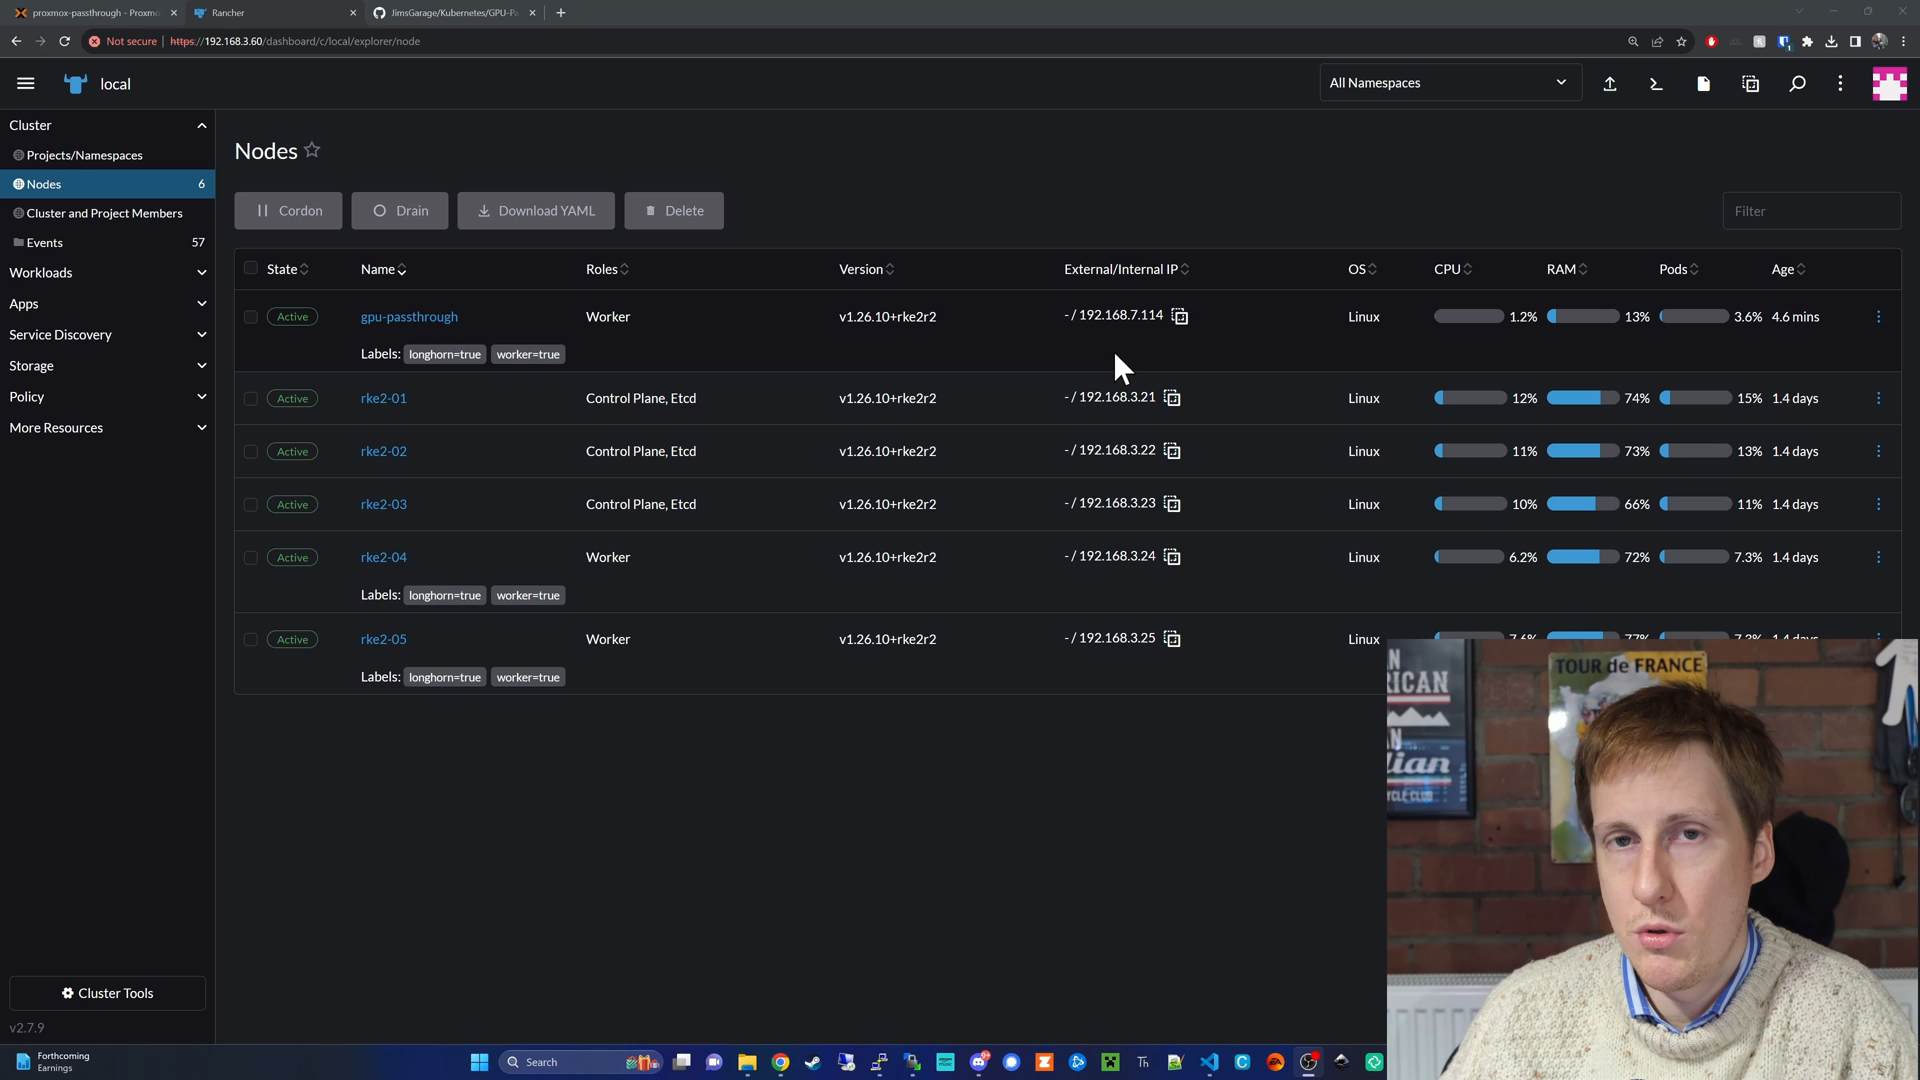 proxmox-passthrough - Proxmo
Rancher
JimsGarage/Kubernetes/GPU-Pa
Not secure
https://192.168.3.60/dashboard/c/local/explorer/node
local
All Namespaces
Cluster
Projects/Namespaces
Nodes 6
Cluster and Project Members
Events 57
Workloads
Apps
Service Discovery
Storage
Policy
More Resources
Cluster Tools
v2.7.9
Nodes
Cordon
Drain
Download YAML
Delete
Filter
State Name Roles Version External/Internal IP OS CPU RAM Pods Age
Active gpu-passthrough Worker v1.26.10+rke2r2 - / 192.168.7.114 Linux 1.2% 13% 3.6% 4.6 mins
Labels: longhorn=true worker=true
Active rke2-01 Control Plane, Etcd v1.26.10+rke2r2 - / 192.168.3.21 Linux 12% 74% 15% 1.4 days
Active rke2-02 Control Plane, Etcd v1.26.10+rke2r2 - / 192.168.3.22 Linux 11% 73% 13% 1.4 days
Active rke2-03 Control Plane, Etcd v1.26.10+rke2r2 - / 192.168.3.23 Linux 10% 66% 11% 1.4 days
Active rke2-04 Worker v1.26.10+rke2r2 - / 192.168.3.24 Linux 6.2% 72% 7.3% 1.4 days
Labels: longhorn=true worker=true
Active rke2-05 Worker v1.26.10+rke2r2 - / 192.168.3.25 Linux
Labels: longhorn=true worker=true
TOUR de FRANCE
Forthcoming
Earnings
Search